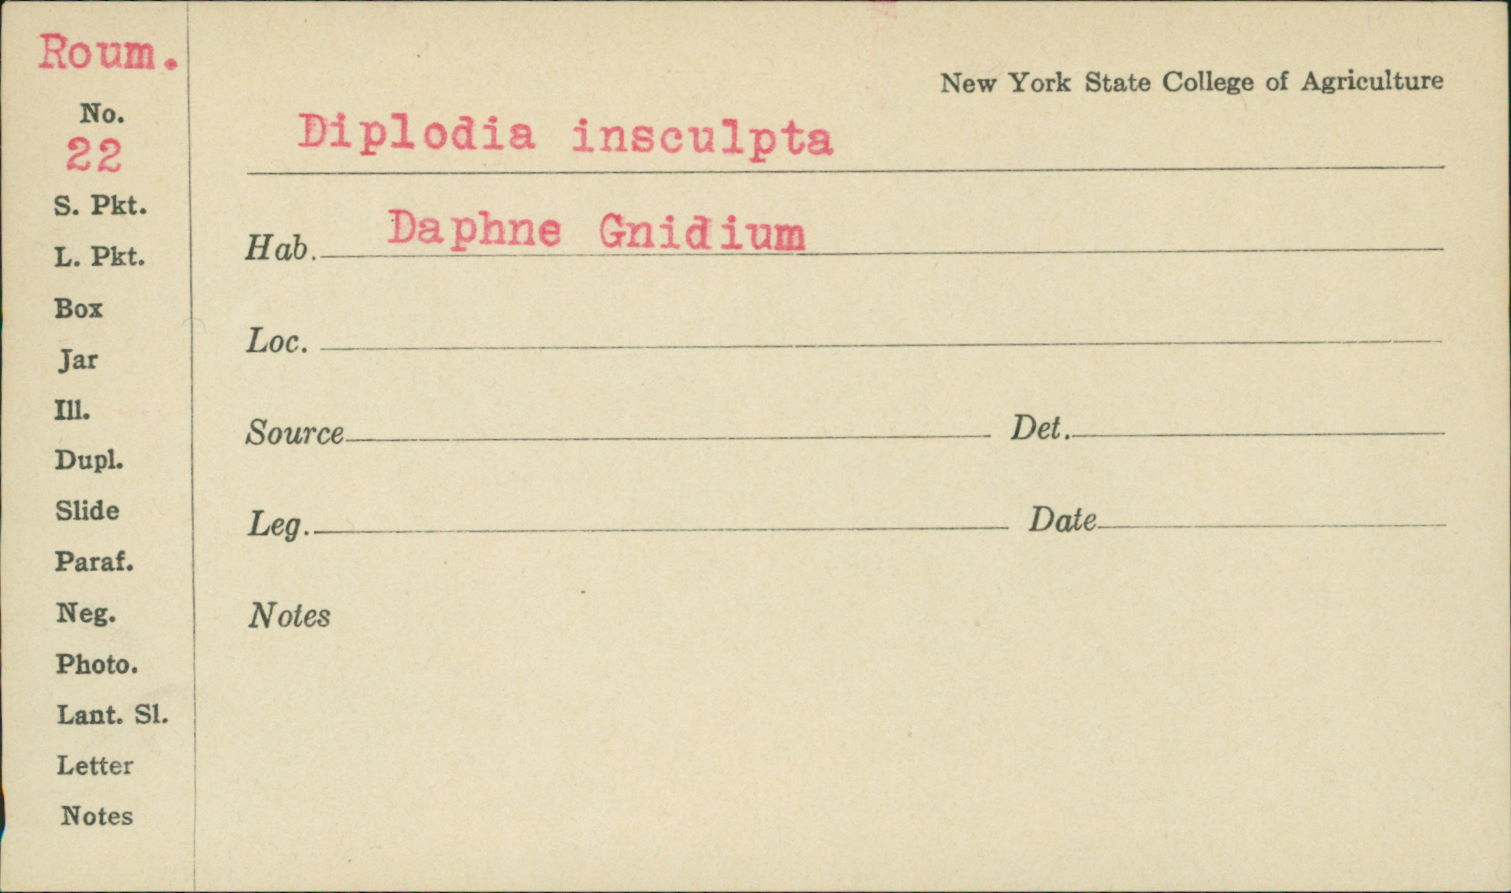 Roum.
No.
22
S. Pkt.
L. Pkt.
Box
Jar
Ill.
Dupl.
Slide
Paraf.
Neg.
Photo.
Lant. Sl.
Letter
Notes
New York State College of Agriculture
Diplodia insculpta
Hab. Daphne Gnidium
Loc.
Source Det.
Leg. Date
Notes